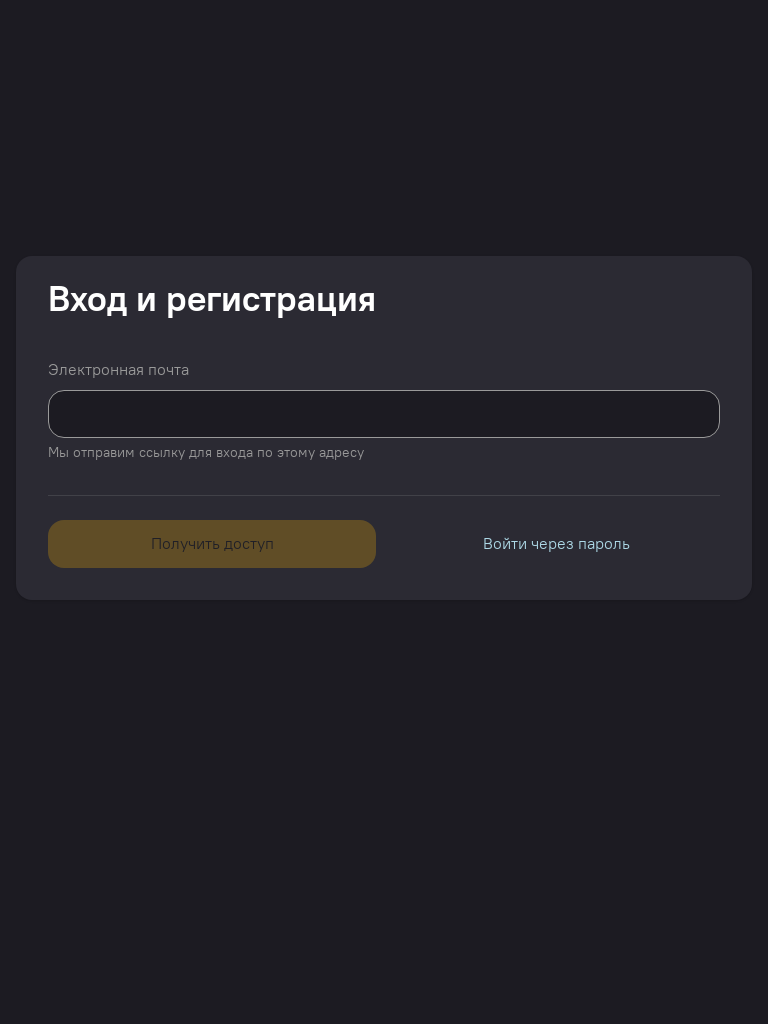 Вход и регистрация
Электронная почта
Мы отправим ссылку для входа по этому адресу
Получить доступ
Войти через пароль